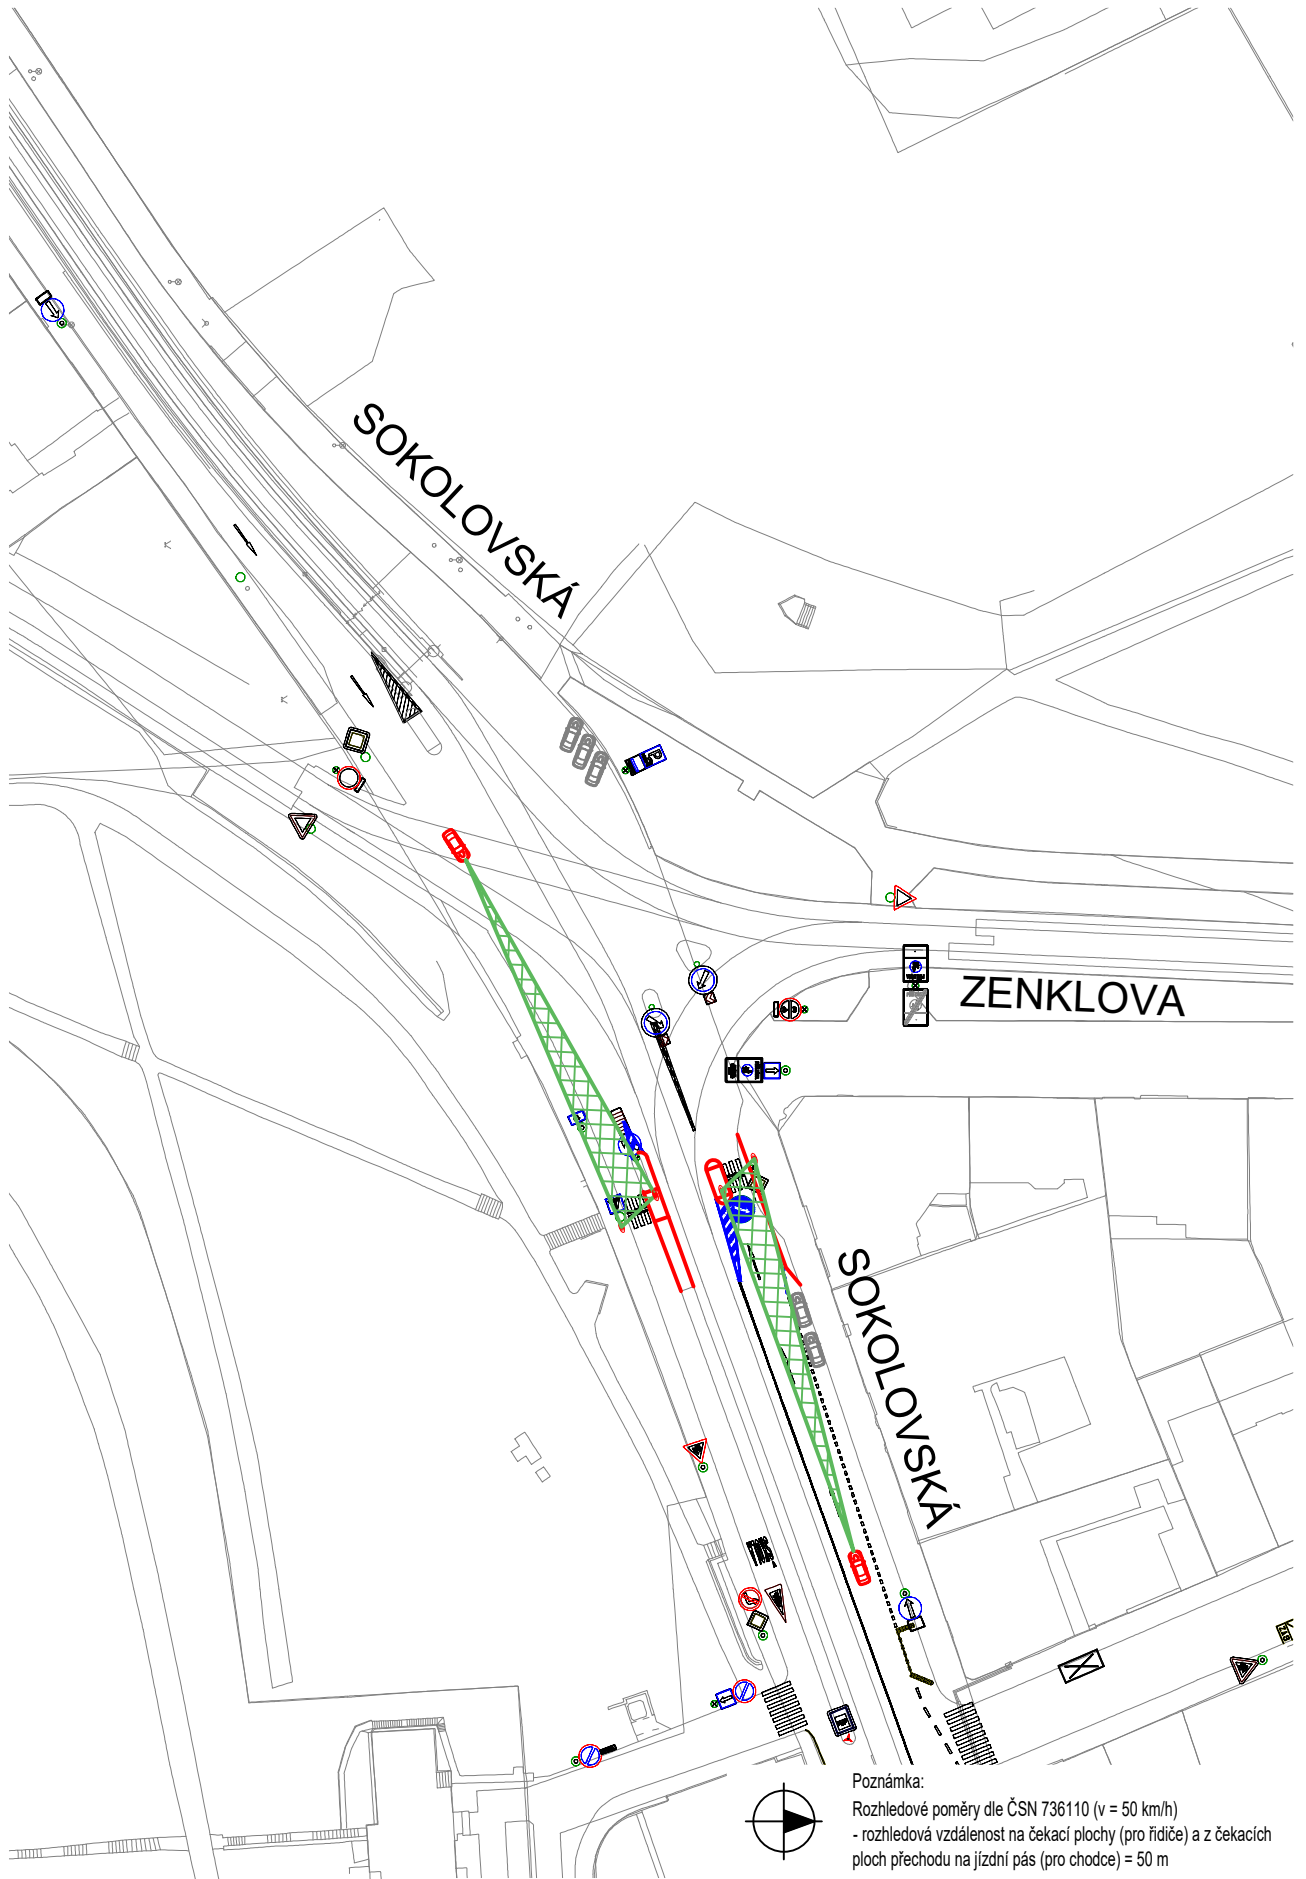 SOKOLOVSKÁ
ZENKLOVA
SOKOLOVSKÁ
Poznámka:
Rozhledové poměry dle ČSN 736110 (v = 50 km/h)
- rozhledová vzdálenost na čekací plochy (pro řidiče) a z čekacích
ploch přechodu na jízdní pás (pro chodce) = 50 m